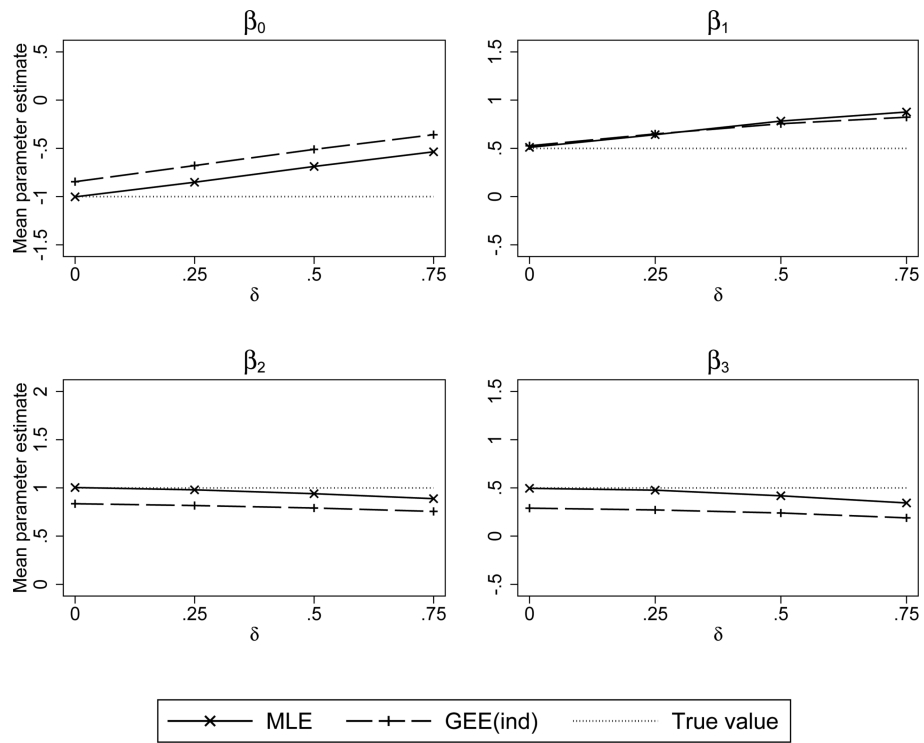 β0
Mean parameter estimate
.5
0
-.5
-1
-1.5
0 .25 .5 .75
δ
β1
1.5
1
.5
0
-.5
0 .25 .5 .75
δ
β2
Mean parameter estimate
2
1.5
1
.5
0
0 .25 .5 .75
δ
β3
1.5
1
.5
0
-.5
0 .25 .5 .75
δ
MLE GEE(ind) True value